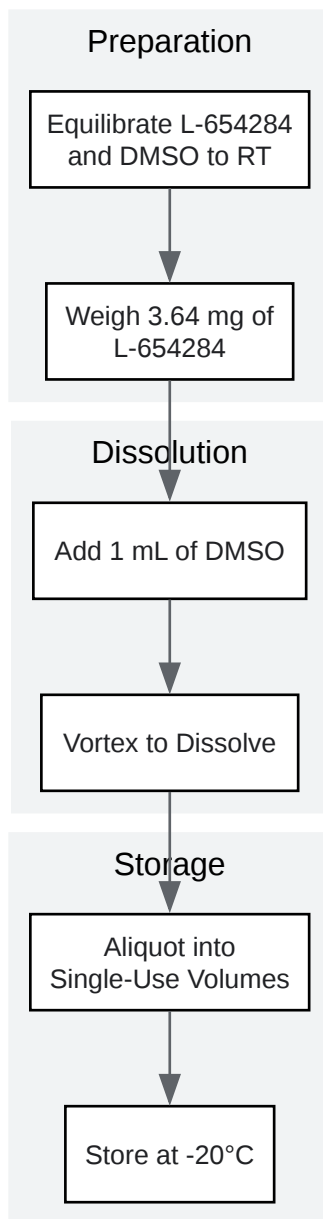 Preparation
Equilibrate L-654284
and DMSO to RT
Weigh 3.64 mg of
L-654284
Dissolution
Add 1 mL of DMSO
Vortex to Dissolve
Storage
Aliquot into
Single-Use Volumes
Store at -20°C